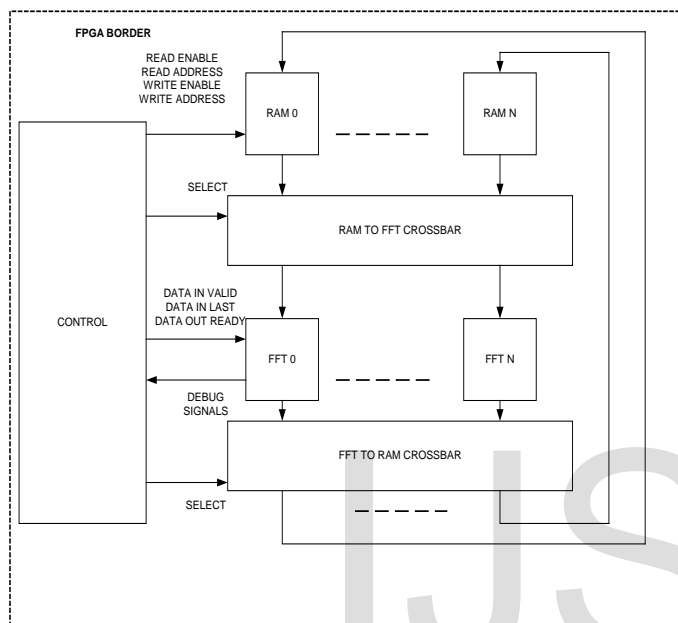 FPGA BORDER
READ ENABLE
READ ADDRESS
WRITE ENABLE
WRITE ADDRESS
RAM 0
RAM N
SELECT
RAM TO FFT CROSSBAR
CONTROL
DATA IN VALID
DATA IN LAST
DATA OUT READY
FFT 0
FFT N
DEBUG
SIGNALS
FFT TO RAM CROSSBAR
SELECT
IJS